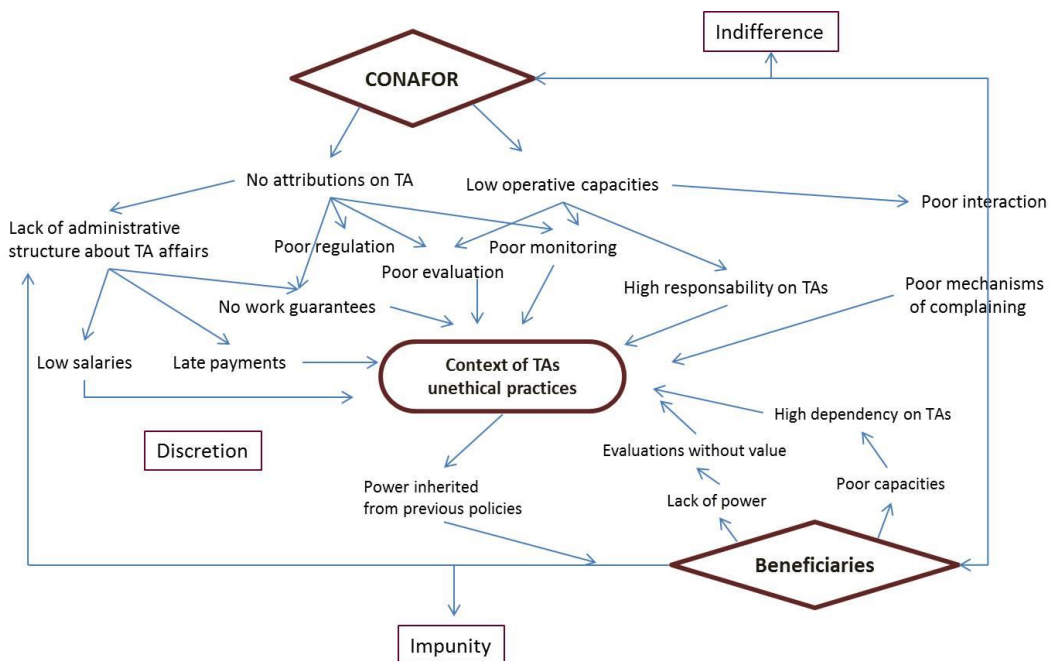 Indifference
CONAFOR
No attributions on TA
Low operative capacities
Poor interaction
Lack of administrative
structure about TA affairs
Poor regulation
Poor monitoring
Poor evaluation
High responsability on TAs
Poor mechanisms
of complaining
No work guarantees
Low salaries
Late payments
Context of TAs
unethical practices
High dependency on TAs
Discretion
Evaluations without value
Poor capacities
Power inherited
from previous policies
Lack of power
Beneficiaries
Impunity